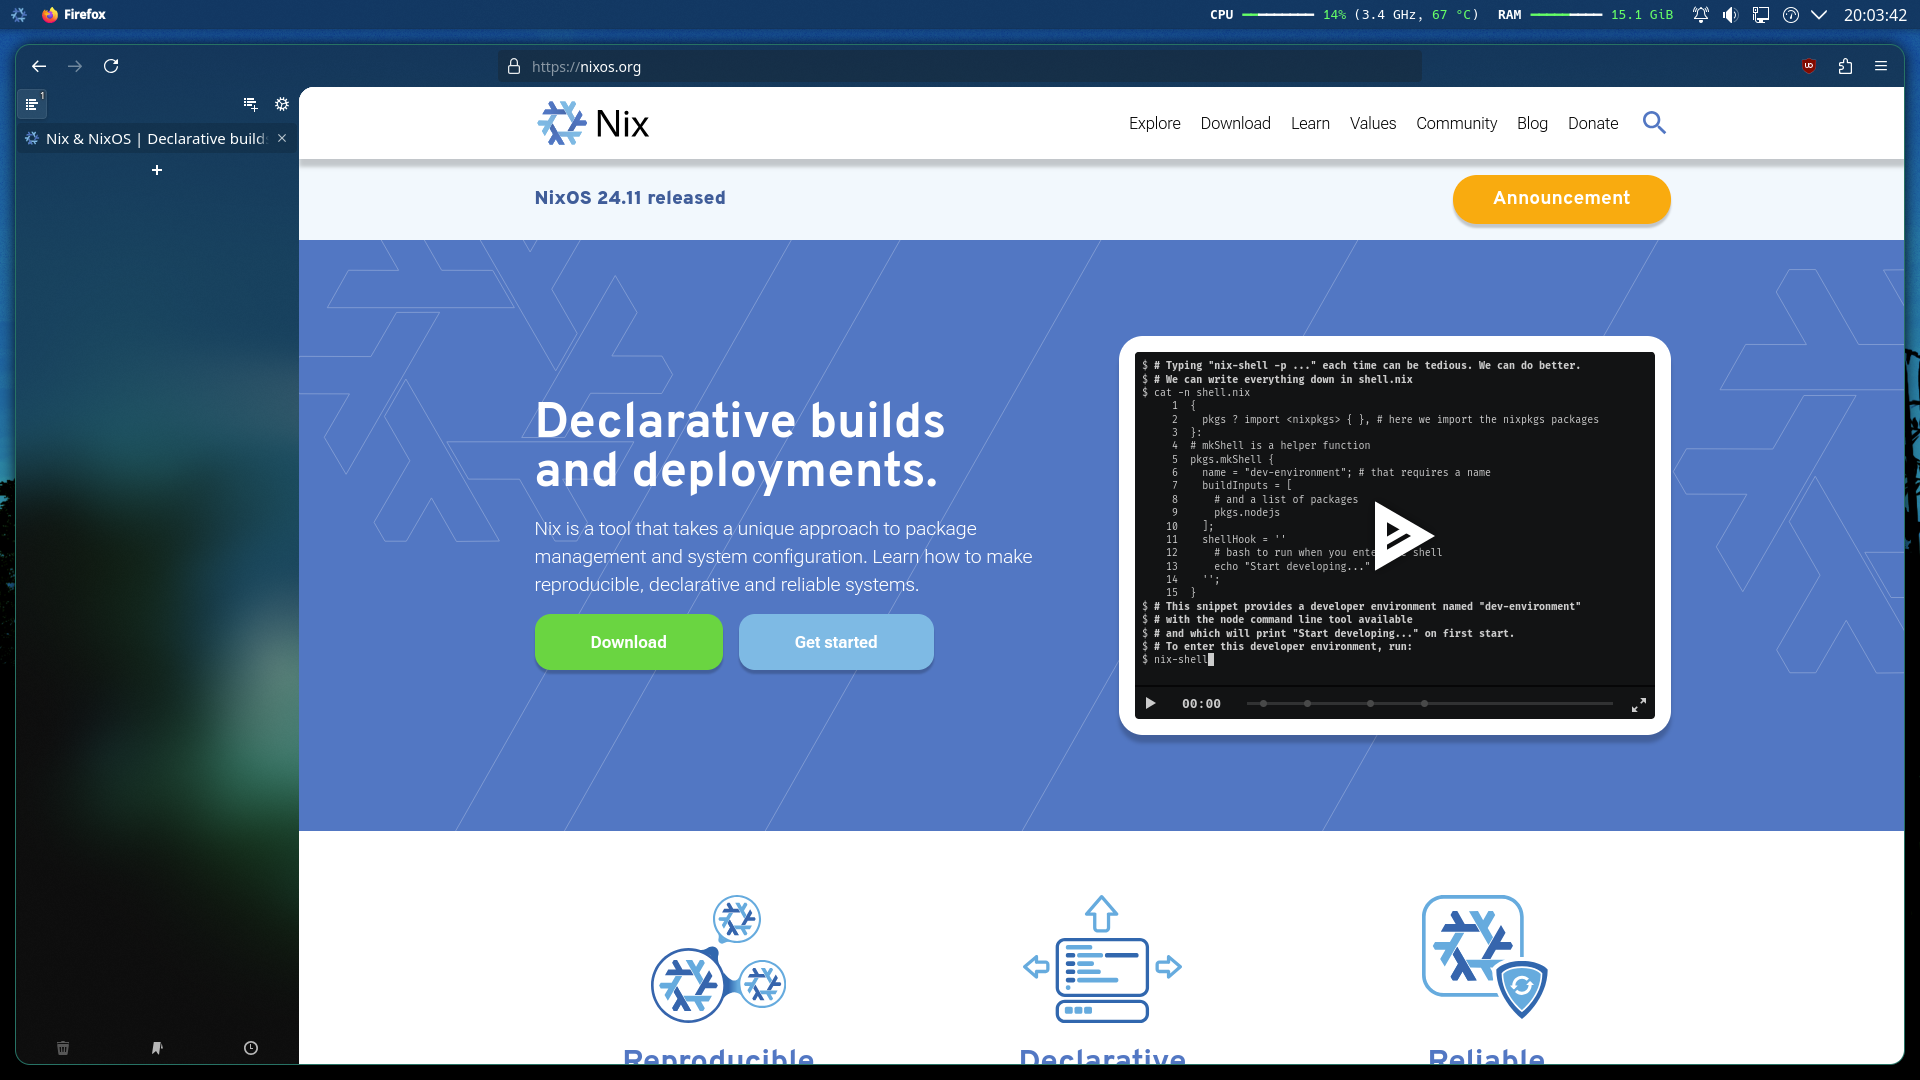 Firefox
CPU 14% (3.4 GHz, 67 °C) RAM 15.1 GiB
20:03:42
https://nixos.org
1
Nix & NixOS | Declarative build
Nix
Explore Download Learn Values Community Blog Donate
NixOS 24.11 released
Announcement
Declarative builds
and deployments.
Nix is a tool that takes a unique approach to package
management and system configuration. Learn how to make
reproducible, declarative and reliable systems.
Download
Get started
$ # Typing "nix-shell -p ..." each time can be tedious. We can do better.
$ # We can write everything down in shell.nix
$ cat -n shell.nix
1 {
2 pkgs ? import <nixpkgs> { }, # here we import the nixpkgs packages
3 }:
4 # mkShell is a helper function
5 pkgs.mkShell {
6 name = "dev-environment"; # that requires a name
7 buildInputs = [
8 # and a list of packages
9 pkgs.nodejs
10 ];
11 shellHook = ''
12 # bash to run when you ente shell
13 echo "Start developing..."
14 '';
15 }
$ # This snippet provides a developer environment named "dev-environment"
$ # with the node command line tool available
$ # and which will print "Start developing..." on first start.
$ # To enter this developer environment, run:
$ nix-shell
00:00
Reproducible
Declarative
Reliable